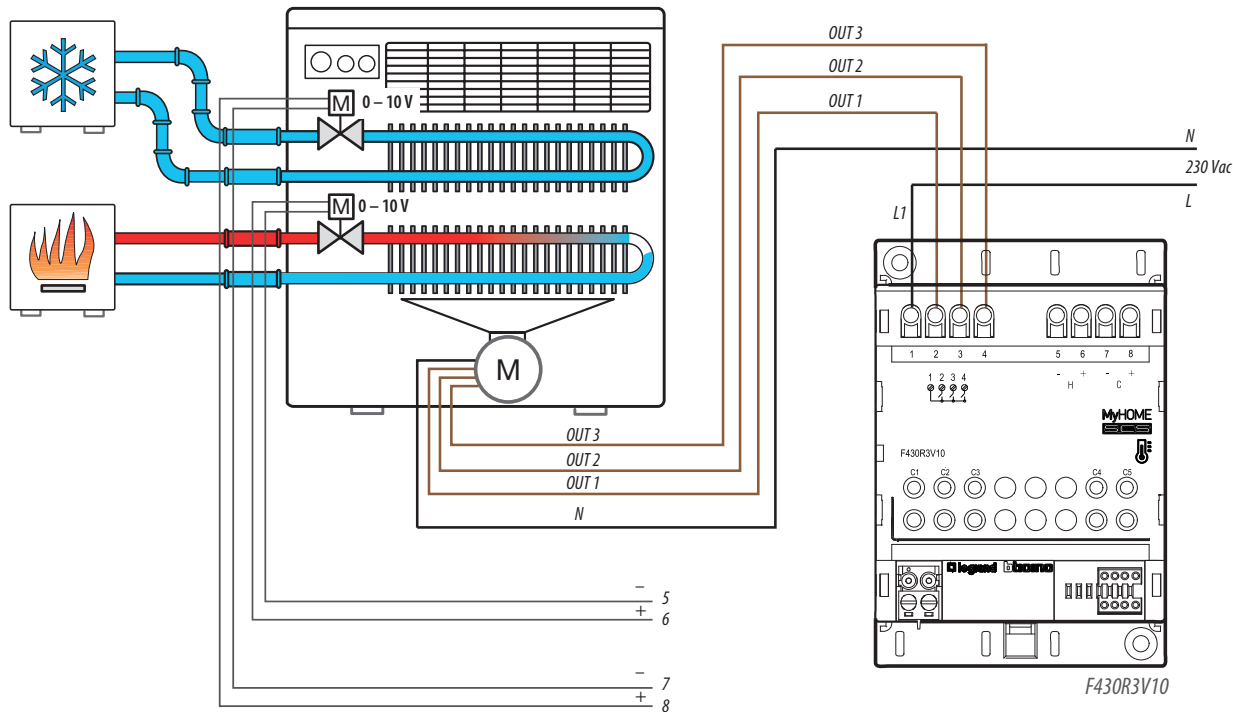 OUT 3
OUT 2
OUT 1
N
230 Vac
L
L1
M 0 – 10 V
M 0 – 10 V
M
1 2 3 4 5 6 7 8
- + - +
H C
1 2 3 4
MyHOME
SCS
F430R3V10
C1 C2 C3 C4 C5
legrand bticino
OUT 3
OUT 2
OUT 1
N
– 5
+ 6
– 7
+ 8
F430R3V10